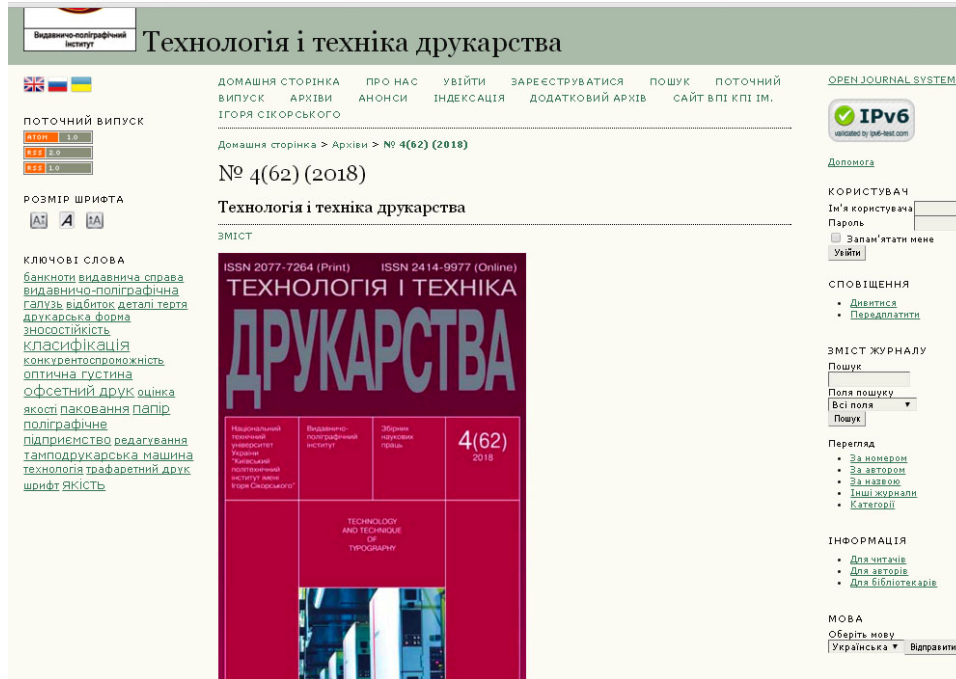 Видавничо-поліграфічний
інститут
Технологія і техніка друкарства
ПОТОЧНИЙ ВИПУСК
ATOM 1.0
RSS 2.0
RSS 1.0
РОЗМІР ШРИФТА
КЛЮЧОВІ СЛОВА
банкноти видавнича справа
видавничо-поліграфічна
галузь відбиток деталі тертя
друкарська форма
зносостійкість
класифікація
конкурентоспроможність
оптична густина
офсетний друк оцінка
якості паковання папір
поліграфічне
підприємство редагування
тамподрукарська машина
технологія трафаретний друк
шрифт якість
ДОМАШНЯ СТОРІНКА ПРО НАС УВІЙТИ ЗАРЕЄСТРУВАТИСЯ ПОШУК ПОТОЧНИЙ
ВИПУСК АРХІВИ АНОНСИ ІНДЕКСАЦІЯ ДОДАТКОВИЙ АРХІВ САЙТ ВПІ КПІ ІМ.
ІГОРЯ СІКОРСЬКОГО
Домашня сторінка > Архіви > № 4(62) (2018)
№ 4(62) (2018)
Технологія і техніка друкарства
ЗМІСТ
ISSN 2077-7264 (Print) ISSN 2414-9977 (Online)
ТЕХНОЛОГІЯ І ТЕХНІКА
ДРУКАРСТВА
Національний
технічний
університет
України
"Київський
політехнічний
інститут імені
Ігоря Сікорського"
Видавничо-
поліграфічний
інститут
Збірник
наукових
праць
4(62)
2018
TECHNOLOGY
AND TECHNIQUE
OF
TYPOGRAPHY
OPEN JOURNAL SYSTEM
IPv6
validated by ipv6-test.com
Допомога
КОРИСТУВАЧ
Ім'я користувача
Пароль
Запам'ятати мене
Увійти
СПОВІЩЕННЯ
Дивитися
Передплатити
ЗМІСТ ЖУРНАЛУ
Пошук
Поля пошуку
Всі поля
Пошук
Перегляд
За номером
За автором
За назвою
Інші журнали
Категорії
ІНФОРМАЦІЯ
Для читачів
Для авторів
Для бібліотекарів
МОВА
Оберіть мову
Українська Відправити